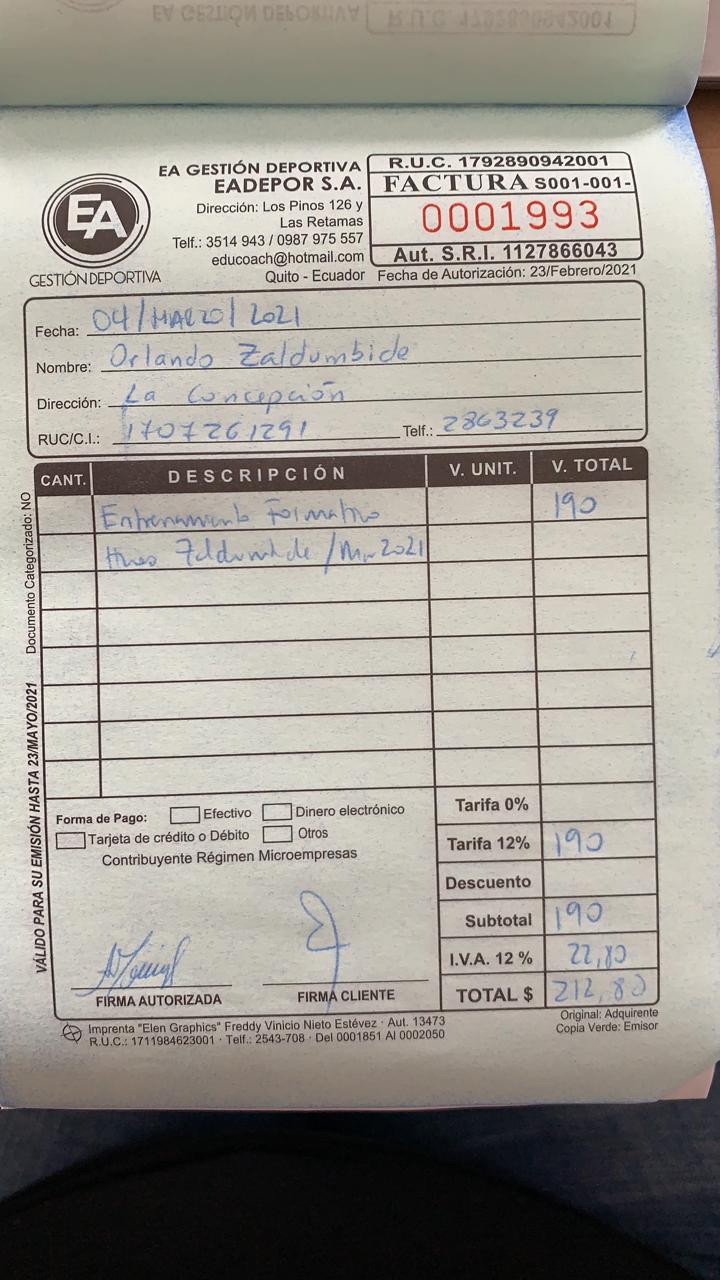 EA GESTIÓN DEPORTIVA R.U.C. 1792890942001
EA
GESTIÓN DEPORTIVA
EA GESTIÓN DEPORTIVA
EADEPOR S.A.
Dirección: Los Pinos 126 y
Las Retamas
Telf.: 3514 943 / 0987 975 557
educoach@hotmail.com
Quito - Ecuador
R.U.C. 1792890942001
FACTURA S001-001-
0001993
Aut. S.R.I. 1127866043
Fecha de Autorización: 23/Febrero/2021
Fecha: 04/MARZO/2021
Nombre: Orlando Zaldumbide
Dirección: La Concepción
RUC/C.I.: 1707261291 Telf.: 2863239
CANT. DESCRIPCIÓN V. UNIT. V. TOTAL
Entrenamiento Formativo 190
Zaldumbide /Mar 2021
Documento Categorizado: NO
VÁLIDO PARA SU EMISIÓN HASTA 23/MAYO/2021
Forma de Pago: Efectivo Dinero electrónico
Tarjeta de crédito o Débito Otros
Contribuyente Régimen Microempresas
Tarifa 0%
Tarifa 12% 190
Descuento
Subtotal 190
I.V.A. 12 % 22,80
TOTAL $ 212,80
FIRMA AUTORIZADA FIRMA CLIENTE
Imprenta "Elen Graphics" Freddy Vinicio Nieto Estévez · Aut. 13473
R.U.C.: 1711984623001 · Telf.: 2543-708 · Del 0001851 Al 0002050
Original: Adquirente
Copia Verde: Emisor